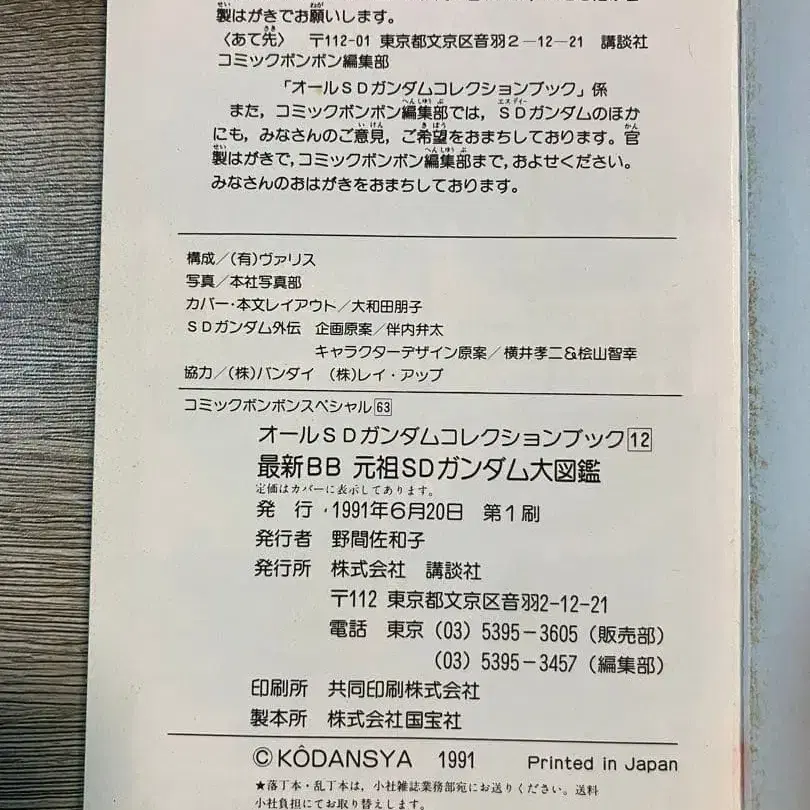 製はがきでお願いします。
〈あて先〉 〒112-01 東京都文京区音羽2―12―21 講談社
コミックボンボン編集部
「オールSDガンダムコレクションブック」係
また,コミックボンボン編集部では,SDガンダムのほか
にも,みなさんのご意見,ご希望をおまちしております。官
製はがきで,コミックボンボン編集部まで,およせください。
みなさんのおはがきをおまちしております。
構成/(有)ヴァリス
写真/本社写真部
カバー・本文レイアウト/大和田朋子
SDガンダム外伝 企画原案/伴内弁太
キャラクターデザイン原案/横井孝二&桧山智幸
協力/(株)バンダイ (株)レイ・アップ
コミックボンボンスペシャル63
オールSDガンダムコレクションブック12
最新BB 元祖SDガンダム大図鑑
定価はカバーに表示してあります。
発 行 1991年6月20日 第1刷
発行者 野間佐和子
発行所 株式会社 講談社
〒112 東京都文京区音羽2-12-21
電話 東京(03)5395-3605(販売部)
(03)5395-3457(編集部)
印刷所 共同印刷株式会社
製本所 株式会社国宝社
©KÔDANSYA 1991 Printed in Japan
★落丁本・乱丁本は,小社雑誌業務部宛にお送りください。送料
小社負担にてお取り替えします。